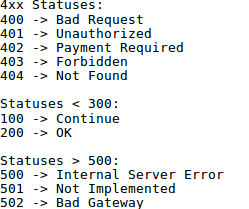 4xx Statuses:
400 -> Bad Request
401 -> Unauthorized
402 -> Payment Required
403 -> Forbidden
404 -> Not Found

Statuses < 300:
100 -> Continue
200 -> OK

Statuses > 500:
500 -> Internal Server Error
501 -> Not Implemented
502 -> Bad Gateway